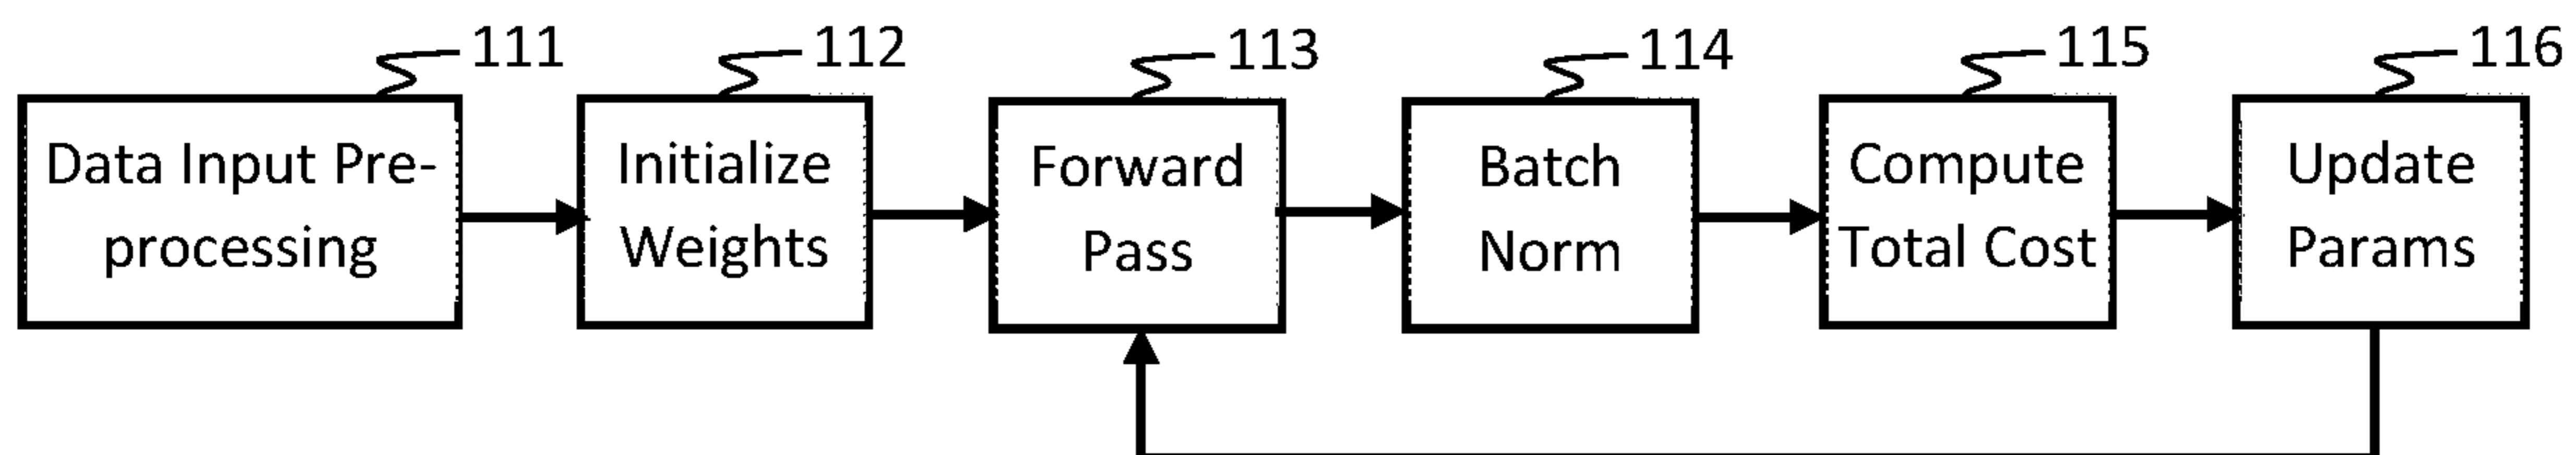 111
112
113
114
115
116
Data Input Pre-
processing
Initialize
Weights
Forward
Pass
Batch
Norm
Compute
Total Cost
Update
Params